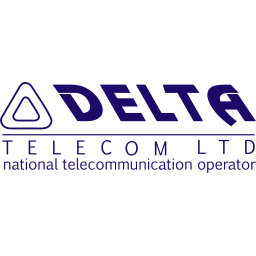 DELTA
TELECOM LTD
national telecommunication operator